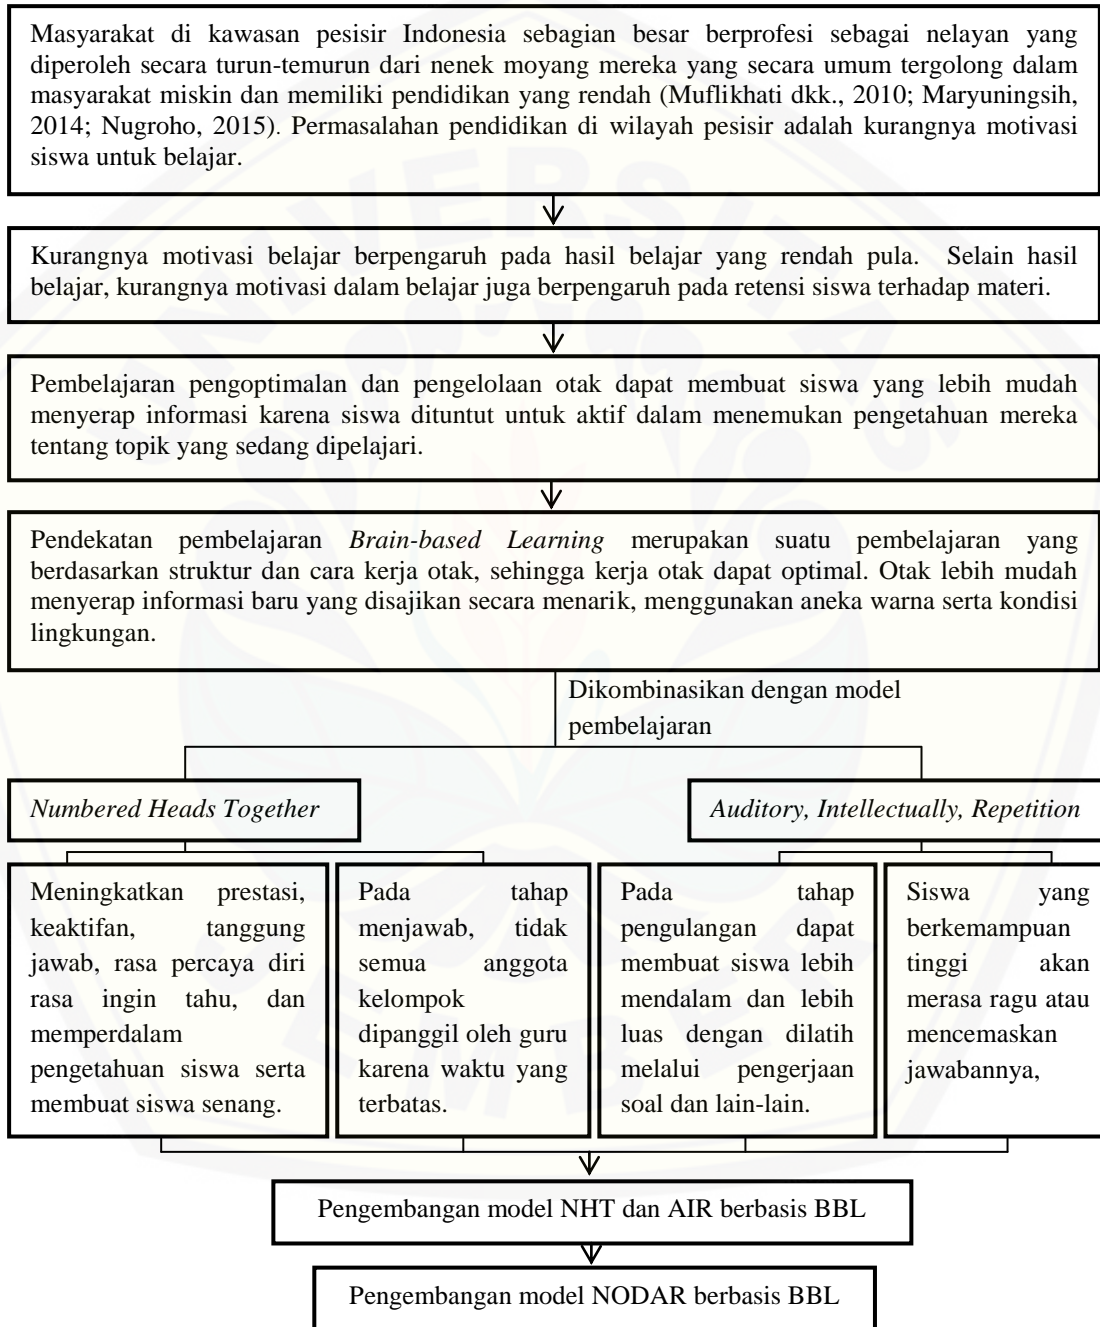 Masyarakat di kawasan pesisir Indonesia sebagian besar berprofesi sebagai nelayan yang
diperoleh secara turun-temurun dari nenek moyang mereka yang secara umum tergolong dalam
masyarakat miskin dan memiliki pendidikan yang rendah (Muflikhati dkk., 2010; Maryuningsih,
2014; Nugroho, 2015). Permasalahan pendidikan di wilayah pesisir adalah kurangnya motivasi
siswa untuk belajar.
Kurangnya motivasi belajar berpengaruh pada hasil belajar yang rendah pula. Selain hasil
belajar, kurangnya motivasi dalam belajar juga berpengaruh pada retensi siswa terhadap materi.
Pembelajaran pengoptimalan dan pengelolaan otak dapat membuat siswa yang lebih mudah
menyerap informasi karena siswa dituntut untuk aktif dalam menemukan pengetahuan mereka
tentang topik yang sedang dipelajari.
Pendekatan pembelajaran Brain-based Learning merupakan suatu pembelajaran yang
berdasarkan struktur dan cara kerja otak, sehingga kerja otak dapat optimal. Otak lebih mudah
menyerap informasi baru yang disajikan secara menarik, menggunakan aneka warna serta kondisi
lingkungan.
Dikombinasikan dengan model
pembelajaran
Numbered Heads Together
Auditory, Intellectually, Repetition
Meningkatkan prestasi,
keaktifan, tanggung
jawab, rasa percaya diri
rasa ingin tahu, dan
memperdalam
pengetahuan siswa serta
membuat siswa senang.
Pada tahap
menjawab, tidak
semua anggota
kelompok
dipanggil oleh guru
karena waktu yang
terbatas.
Pada tahap
pengulangan dapat
membuat siswa lebih
mendalam dan lebih
luas dengan dilatih
melalui pengerjaan
soal dan lain-lain.
Siswa yang
berkemampuan
tinggi akan
merasa ragu atau
mencemaskan
jawabannya,
Pengembangan model NHT dan AIR berbasis BBL
Pengembangan model NODAR berbasis BBL
UNIVERSITAS
JEMBER